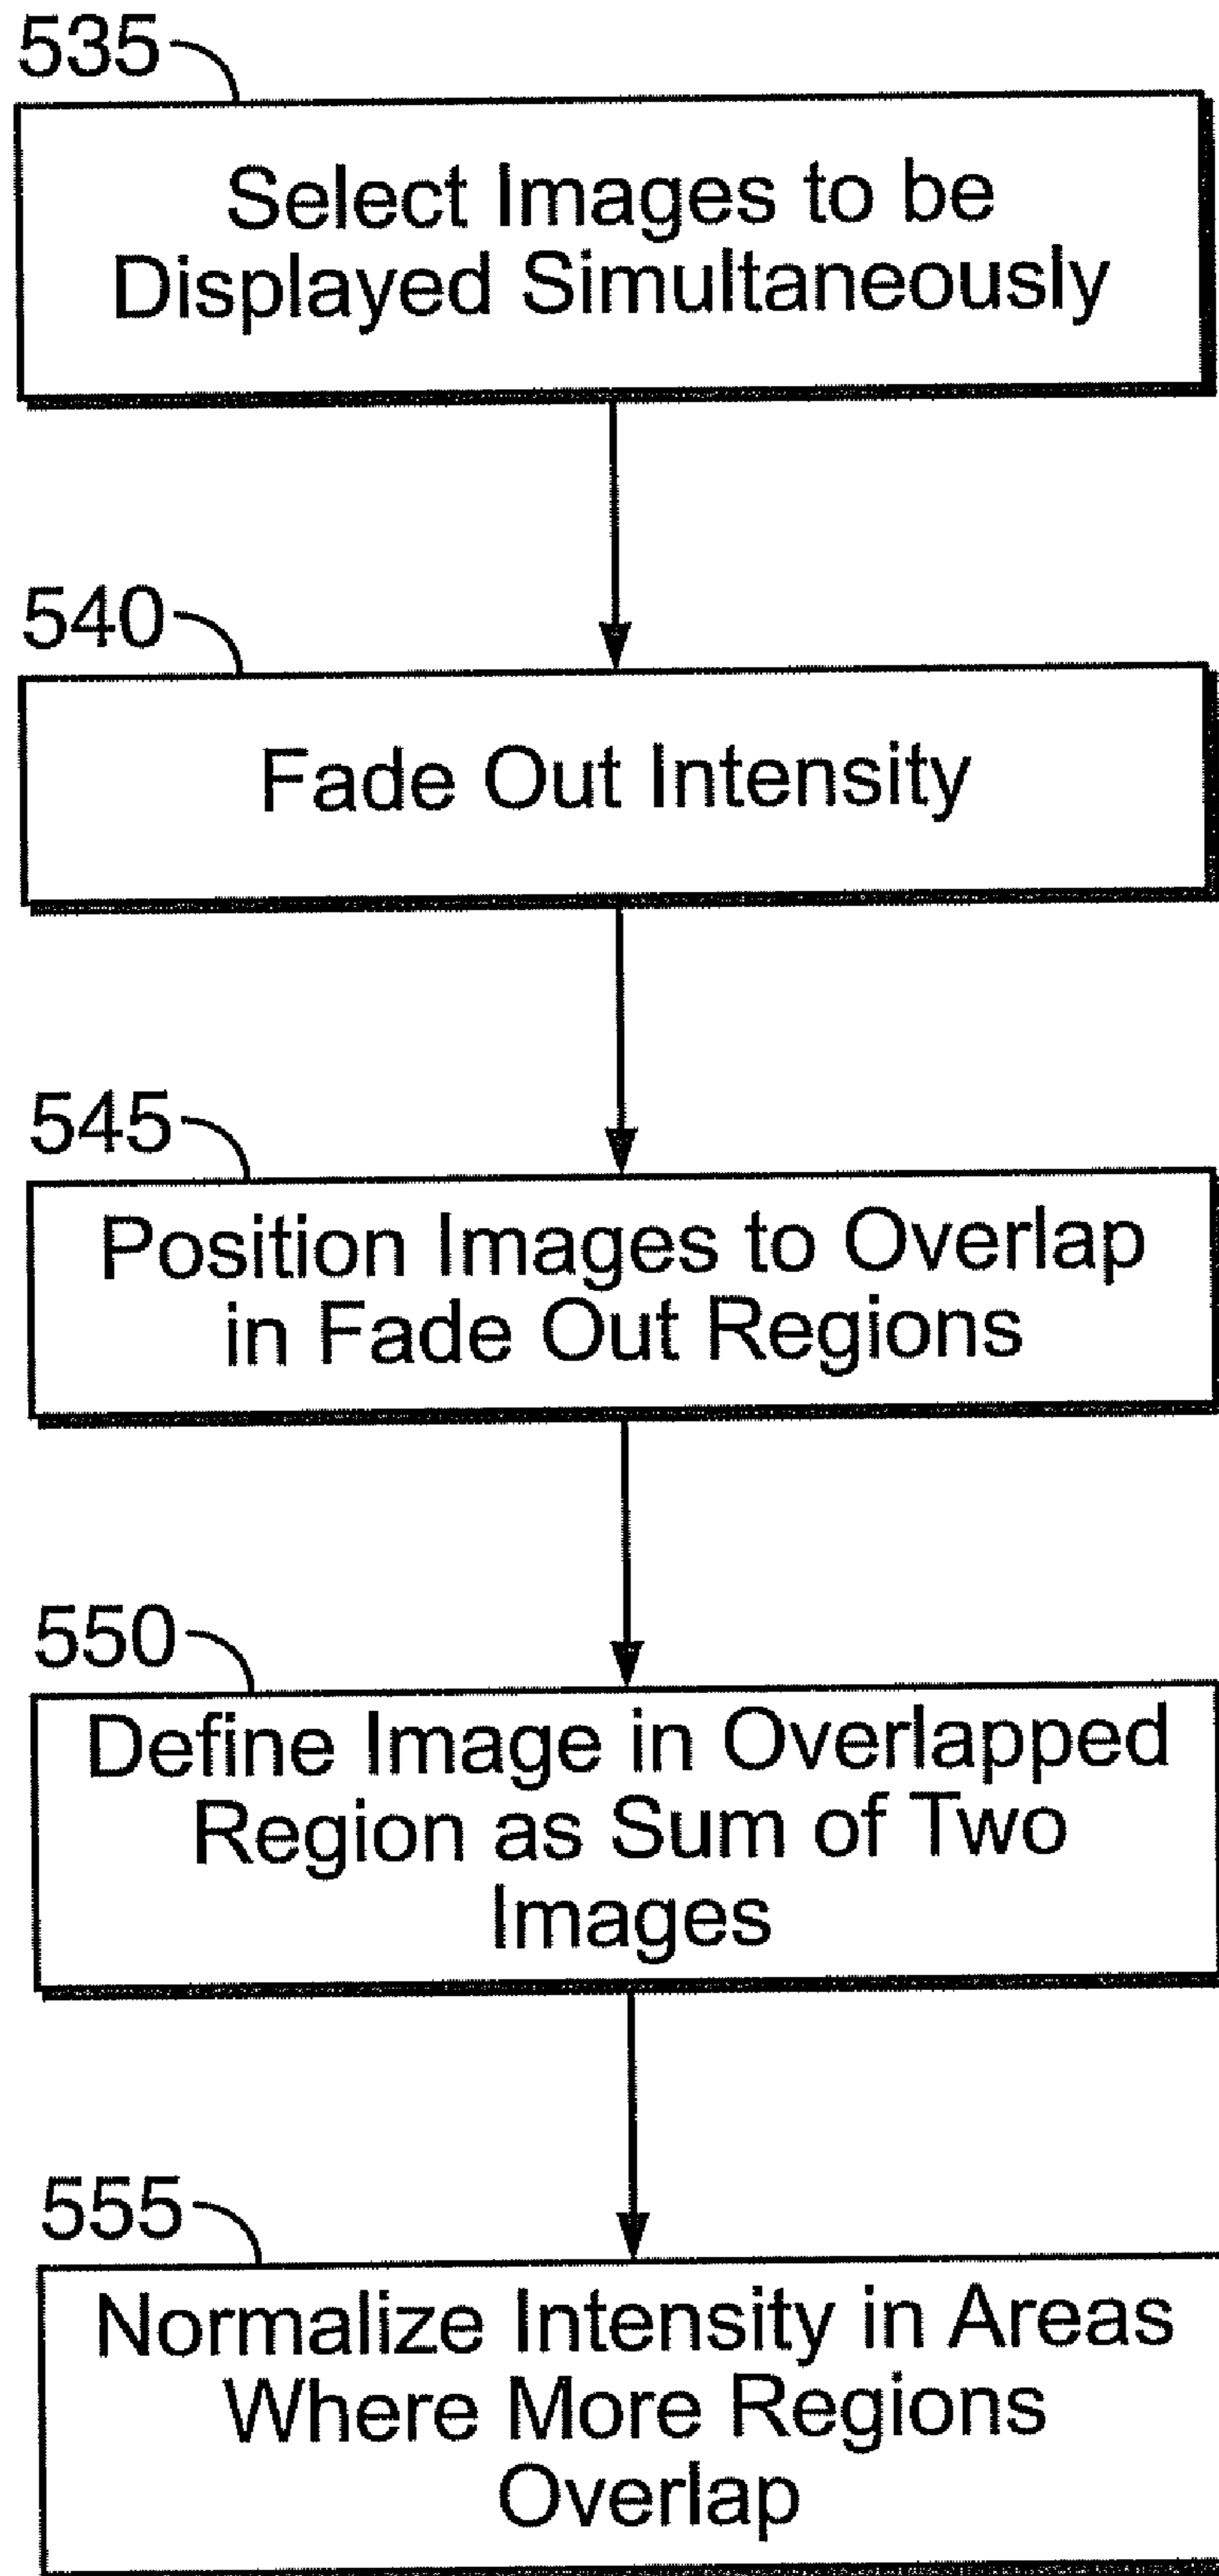 535
Select Images to be
Displayed Simultaneously
540
Fade Out Intensity
545
Position Images to Overlap
in Fade Out Regions
550
Define Image in Overlapped
Region as Sum of Two
Images
555
Normalize Intensity in Areas
Where More Regions
Overlap